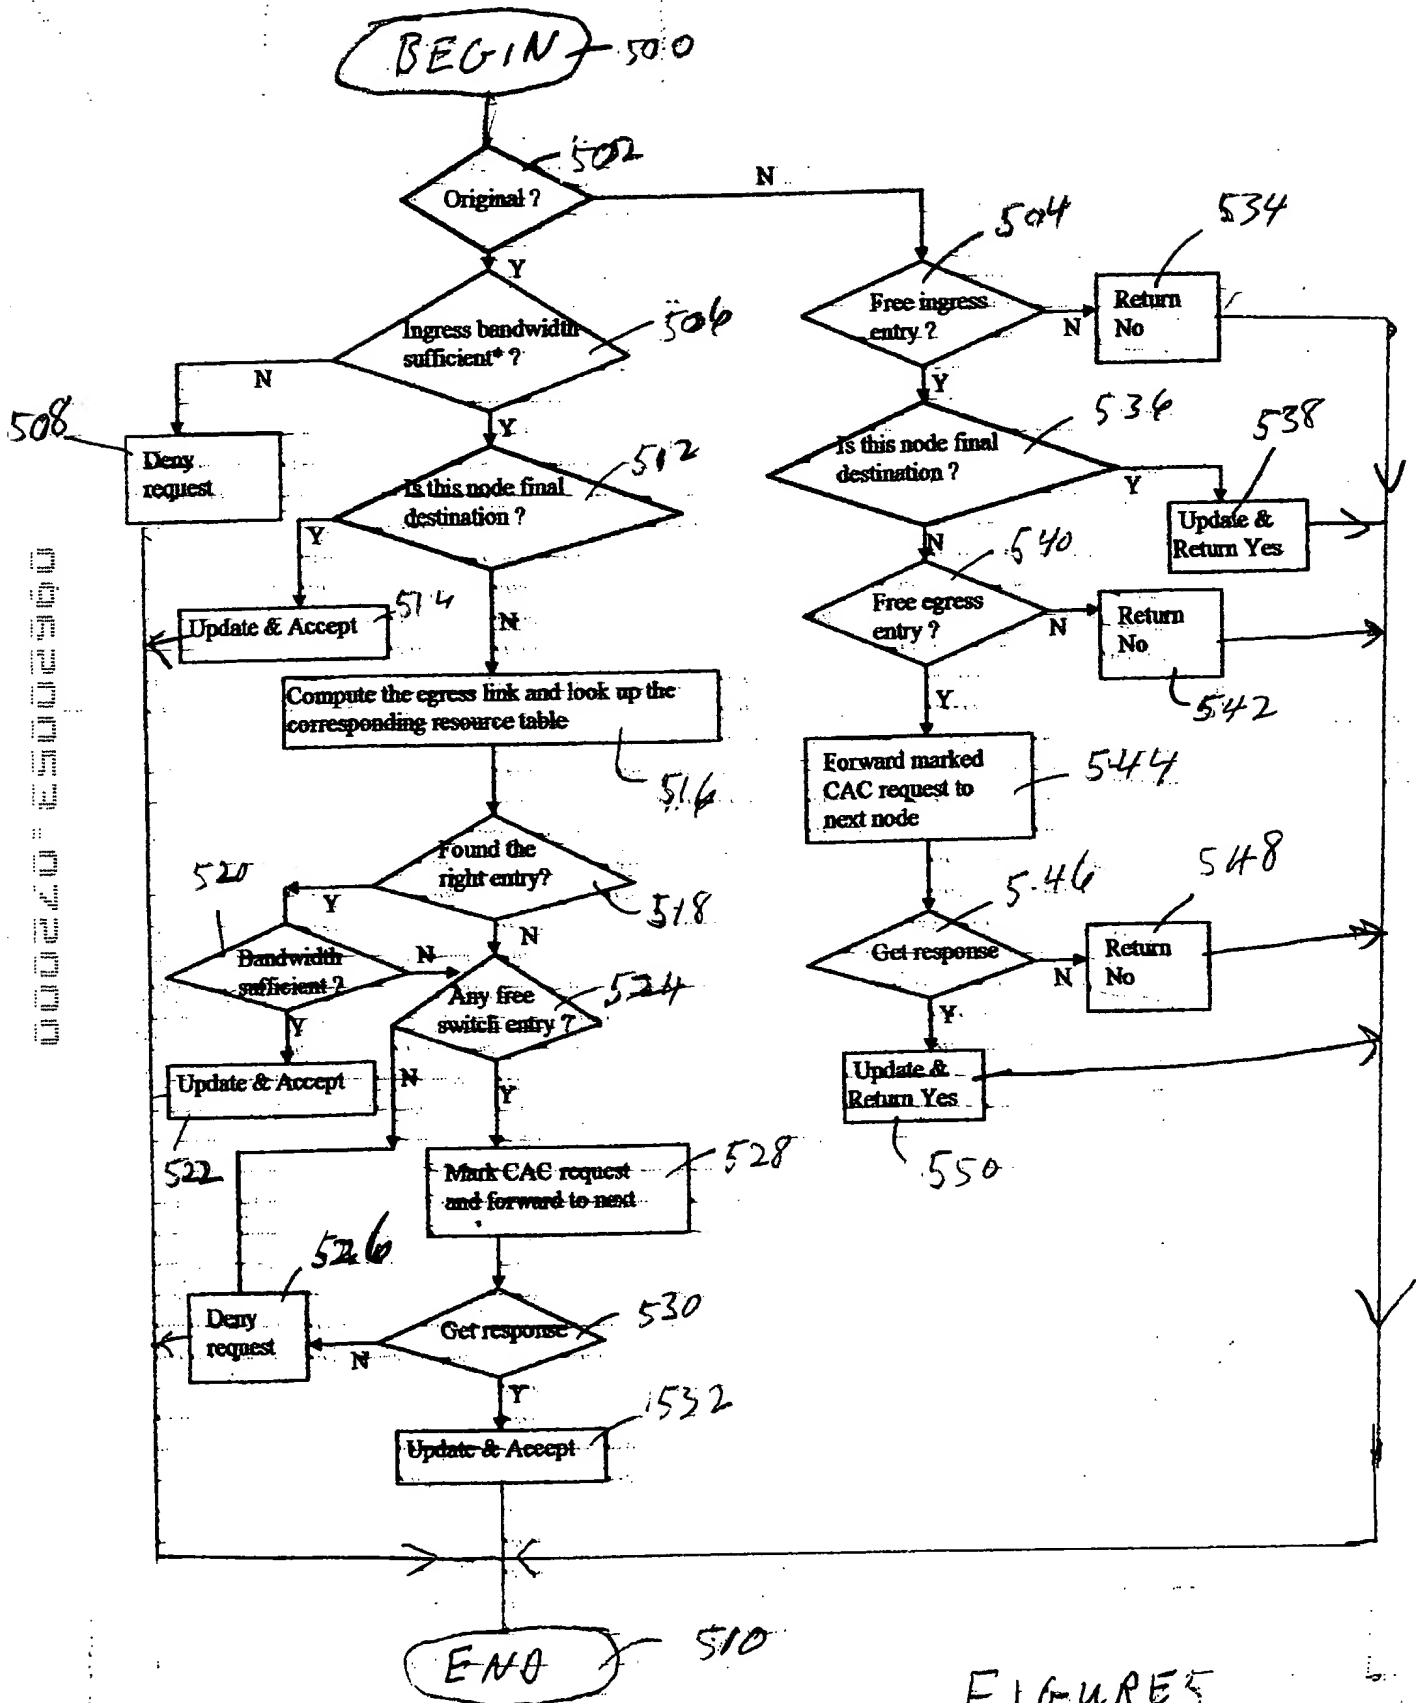 BEGIN
500
502
Original ?
N
Y
504
534
Free ingress
entry ?
N
Return
No
Ingress bandwidth
sufficient* ?
506
N
Y
Y
508
Deny
request
512
Is this node final
destination ?
Y
N
536
Is this node final
destination ?
Y
N
538
Update &
Return Yes
514
Update & Accept
540
Free egress
entry ?
N
Y
Return
No
542
Compute the egress link and look up the
corresponding resource table
516
Forward marked
CAC request to
next node
544
Found the
right entry?
518
Y
N
520
Bandwidth
sufficient ?
N
Y
Any free
switch entry ?
524
N
Y
546
Get response
N
Y
548
Return
No
Update & Accept
522
Update &
Return Yes
550
Mark CAC request
and forward to next
528
526
Deny
request
Get response
530
N
Y
532
Update & Accept
END
510
FIGURE 5